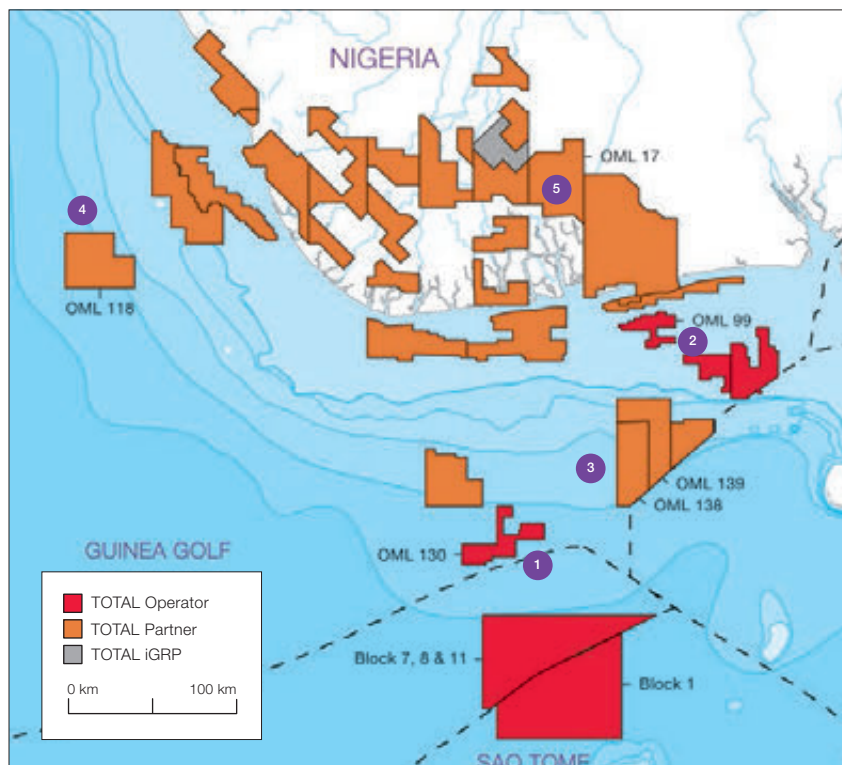 NIGERIA
OML 17
5
4
OML 118
OML 99
2
3
OML 139
OML 138
GUINEA GOLF
OML 130
1
TOTAL Operator
TOTAL Partner
TOTAL iGRP
0 km 100 km
Block 7, 8 & 11
Block 1
SAO TOME